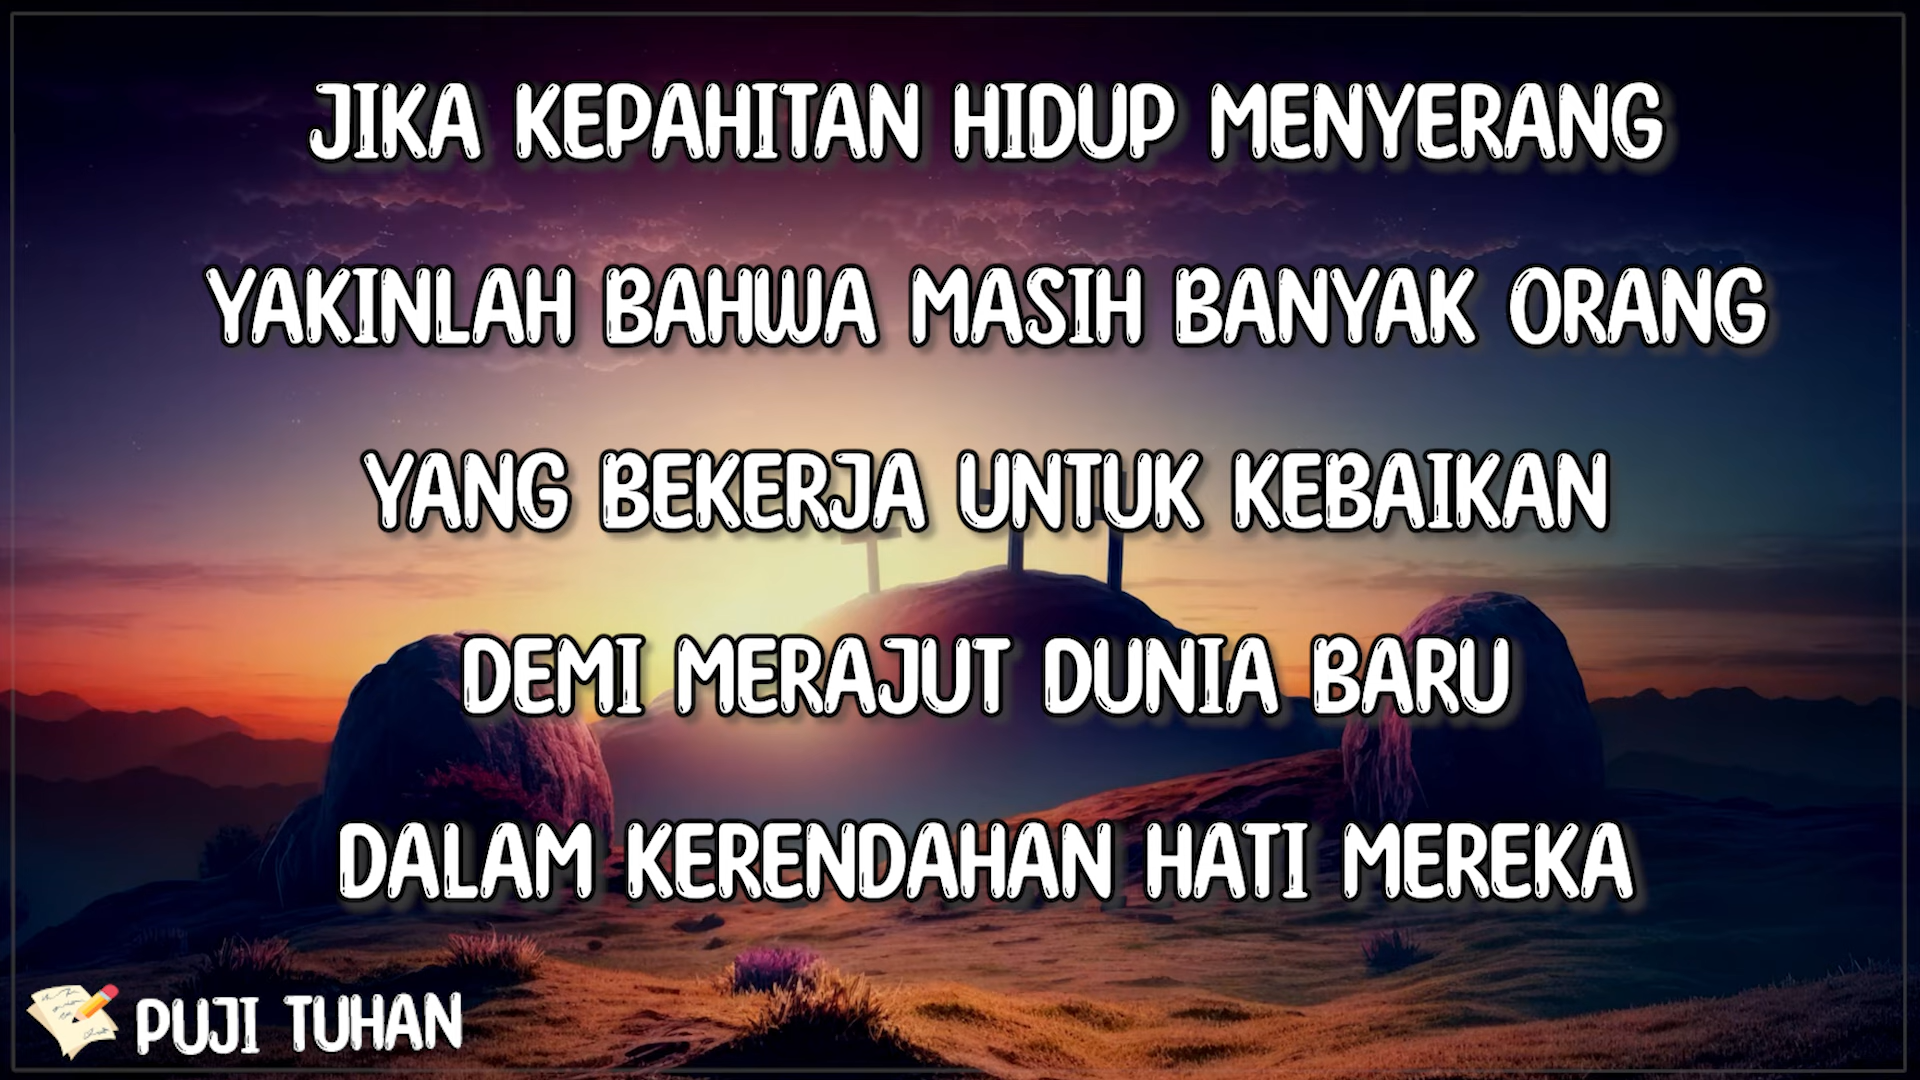 JIKA KEPAHITAN HIDUP MENYERANG
YAKINLAH BAHWA MASIH BANYAK ORANG
YANG BEKERJA UNTUK KEBAIKAN
DEMI MERAJUT DUNIA BARU
DALAM KERENDAHAN HATI MEREKA
PUJI TUHAN